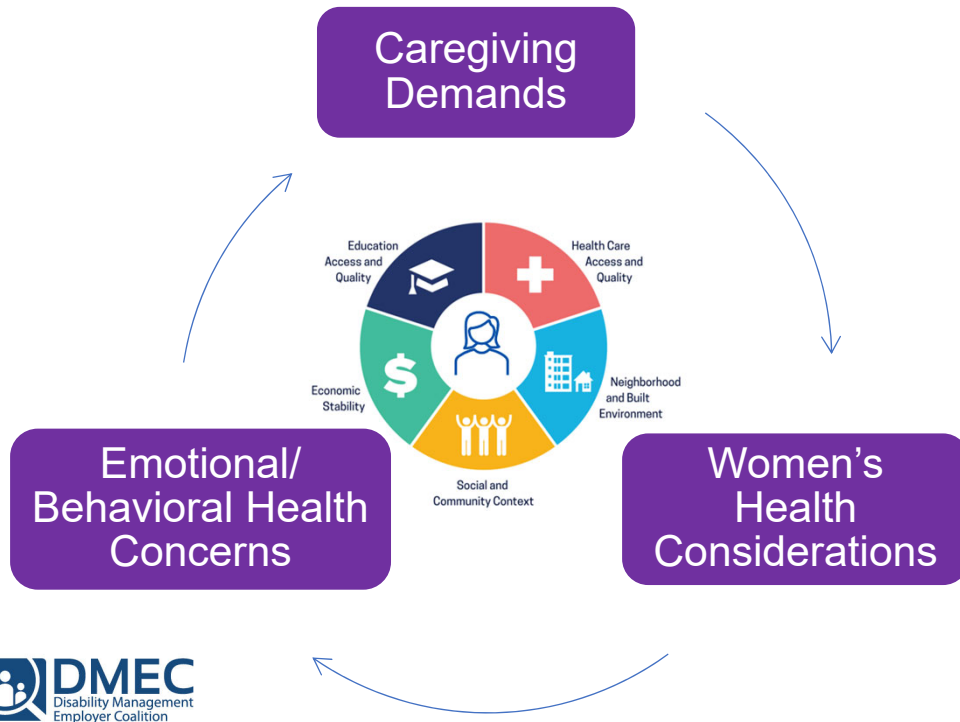 Caregiving
Demands
Education
Access and
Quality
Health Care
Access and
Quality
$
Economic
Stability
Neighborhood
and Built
Environment
Social and
Community Context
Emotional/
Behavioral Health
Concerns
Women’s
Health
Considerations
DMEC
Disability Management
Employer Coalition